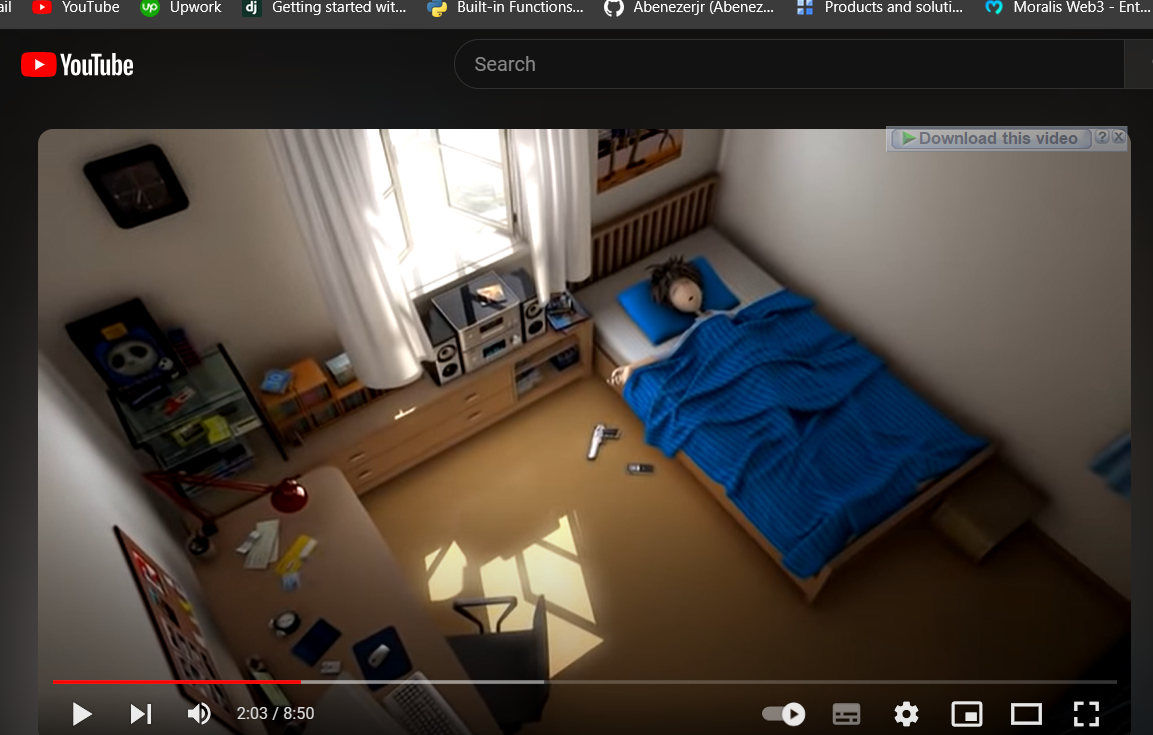 ail YouTube Upwork Getting started wit... Built-in Functions... Abenezerjr (Abenez... Products and soluti... Moralis Web3 - Ent...
YouTube
Search
Download this video
2:03 / 8:50